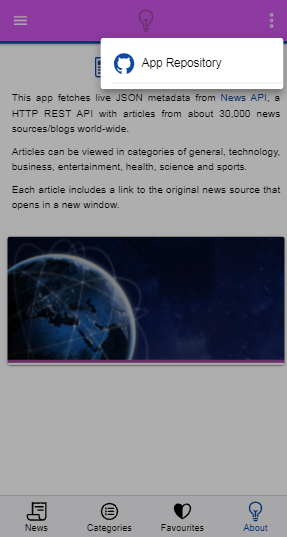 App Repository
This app fetches live JSON metadata from News API, a
HTTP REST API with articles from about 30,000 news
sources/blogs world-wide.
Articles can be viewed in categories of general, technology,
business, entertainment, health, science and sports.
Each article includes a link to the original news source that
opens in a new window.
News Categories Favourites About